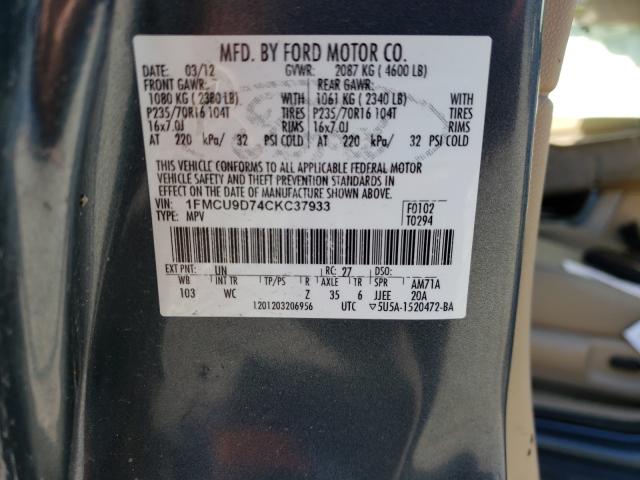 MFD. BY FORD MOTOR CO.
DATE: 03/12 GVWR: 2087 KG ( 4600 LB)
FRONT GAWR: REAR GAWR:
1080 KG ( 2380 LB) WITH 1061 KG ( 2340 LB) WITH
P235/70R16 104T TIRES P235/70R16 104T TIRES
16x7.0J RIMS 16x7.0J RIMS
AT 220 kPa/ 32 PSI COLD AT 220 kPa/ 32 PSI COLD
THIS VEHICLE CONFORMS TO ALL APPLICABLE FEDERAL MOTOR
VEHICLE SAFETY AND THEFT PREVENTION STANDARDS IN
EFFECT ON THE DATE OF MANUFACTURE SHOWN ABOVE.
VIN: 1FMCU9D74CKC37933 F0102
TYPE: MPV T0294
EXT PNT: UN RC: 27 DSO:
WB INT TR TP/PS R AXLE TR SPR AM71A
103 WC Z 35 6 JJEE 20A
1201203206956 UTC ▽5U5A-1520472-BA